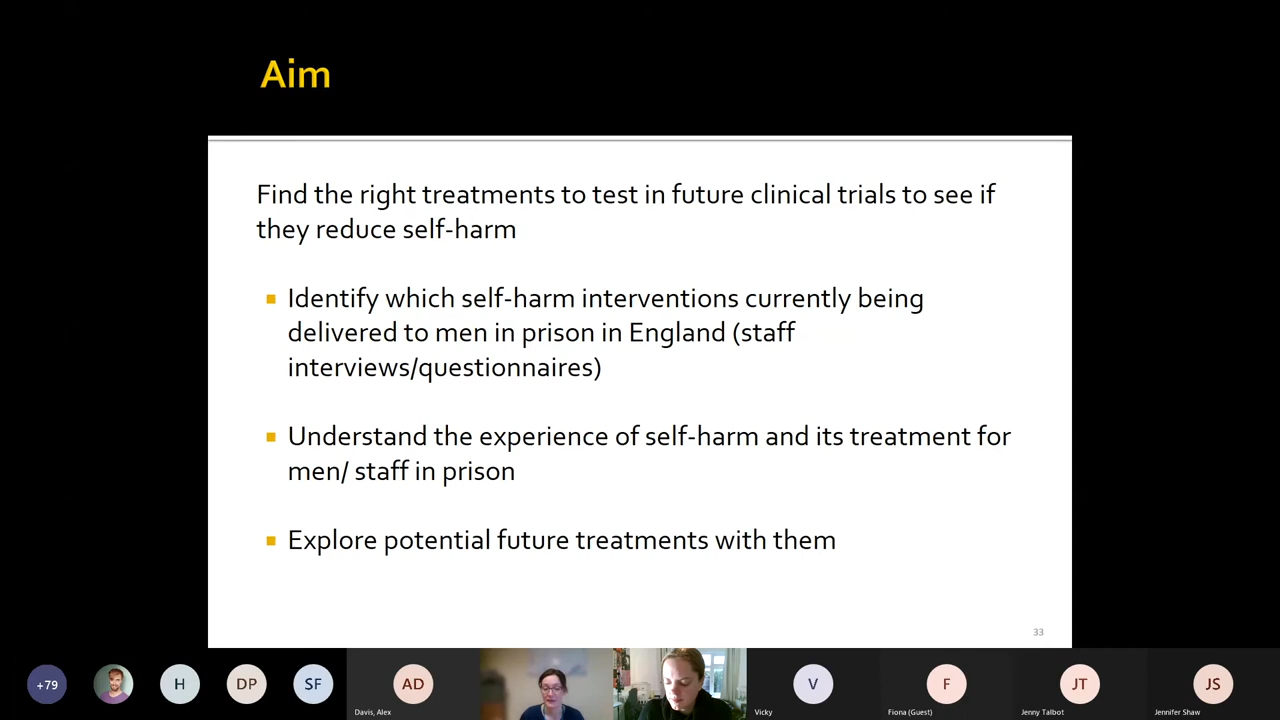 Aim
Find the right treatments to test in future clinical trials to see if
they reduce self-harm
Identify which self-harm interventions currently being
delivered to men in prison in England (staff
interviews/questionnaires)
Understand the experience of self-harm and its treatment for
men/ staff in prison
Explore potential future treatments with them
33
+79
H
DP
SF
AD
V
F
JT
JS
Davis, Alex
Vicky
Fiona (Guest)
Jenny Talbot
Jennifer Shaw